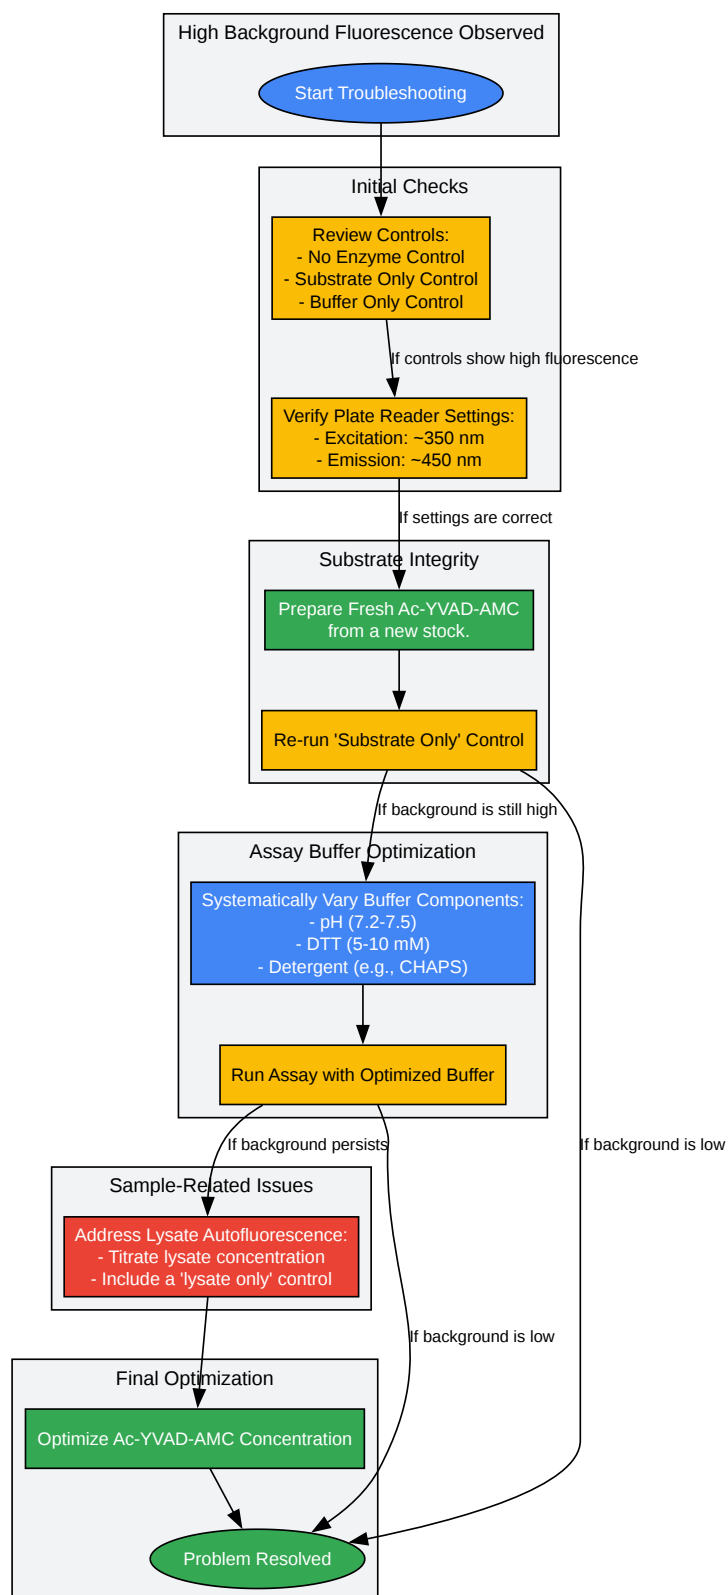 High Background Fluorescence Observed
Start Troubleshooting
Initial Checks
Review Controls:
- No Enzyme Control
- Substrate Only Control
- Buffer Only Control
If controls show high fluorescence
Verify Plate Reader Settings:
- Excitation: ~350 nm
- Emission: ~450 nm
If settings are correct
Substrate Integrity
Prepare Fresh Ac-YVAD-AMC
from a new stock.
Re-run 'Substrate Only' Control
If background is still high
Assay Buffer Optimization
Systematically Vary Buffer Components:
- pH (7.2-7.5)
- DTT (5-10 mM)
- Detergent (e.g., CHAPS)
Run Assay with Optimized Buffer
If background persists
If background is low
Sample-Related Issues
Address Lysate Autofluorescence:
- Titrate lysate concentration
- Include a 'lysate only' control
If background is low
Final Optimization
Optimize Ac-YVAD-AMC Concentration
Problem Resolved